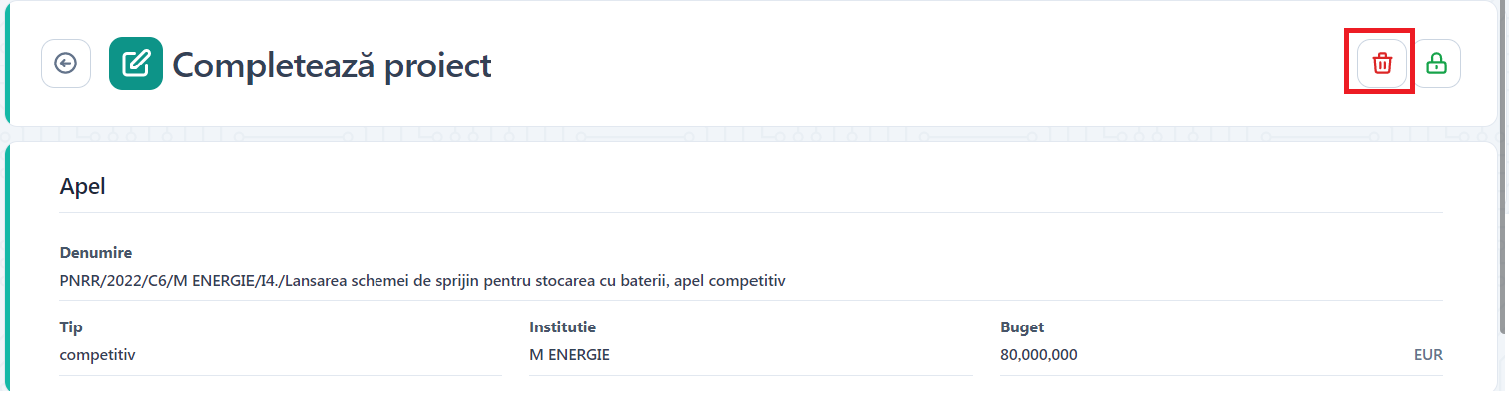 Completează proiect
Apel
Denumire
PNRR/2022/C6/M ENERGIE/I4./Lansarea schemei de sprijin pentru stocarea cu baterii, apel competitiv
Tip
competitiv
Institutie
M ENERGIE
Buget
80,000,000 EUR